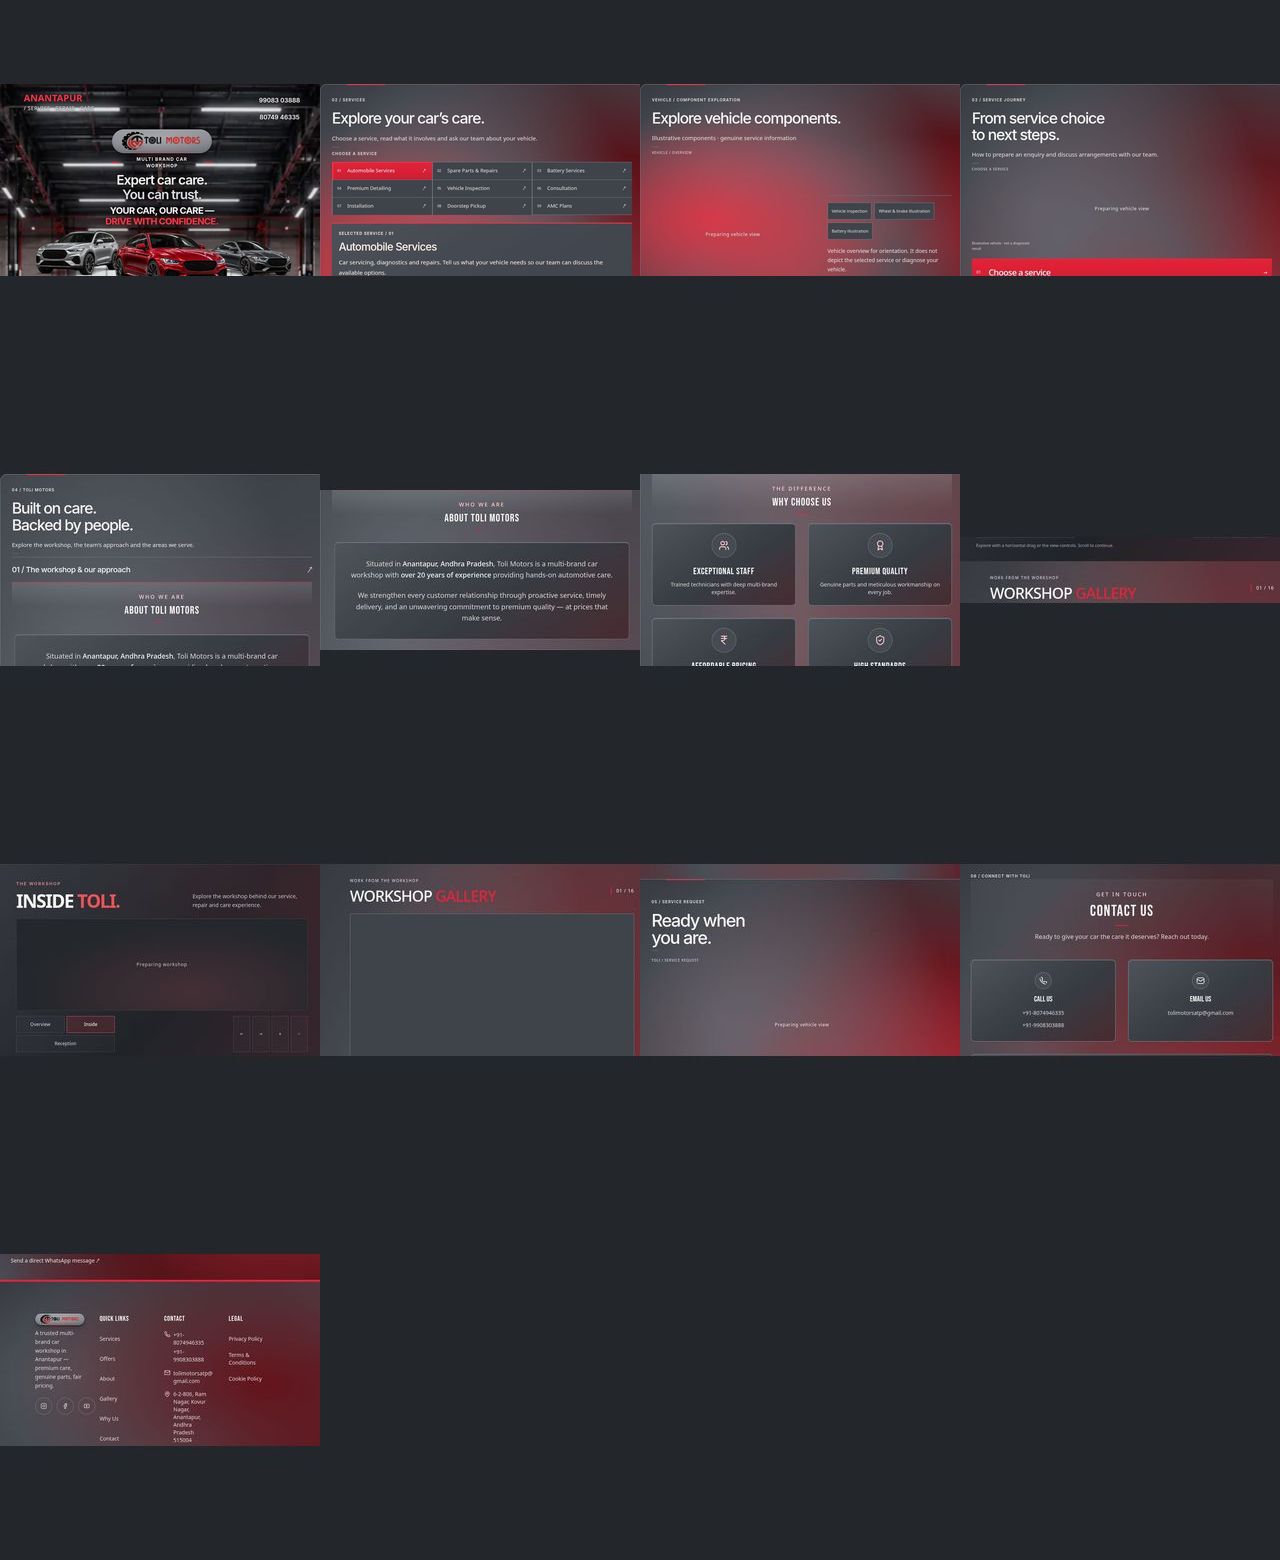 ANANTAPUR
/ SERVICE · REPAIR · CARE
99083 03888
80749 46335
TOLI MOTORS
MULTI BRAND CAR
WORKSHOP
Expert car care.
You can trust.
YOUR CAR, OUR CARE —
DRIVE WITH CONFIDENCE.
02 / SERVICES
Explore your car’s care.
Choose a service, read what it involves and ask our team about your vehicle.
CHOOSE A SERVICE
01 Automobile Services ↗
02 Spare Parts & Repairs ↗
03 Battery Services ↗
04 Premium Detailing ↗
05 Vehicle Inspection ↗
06 Consultation ↗
07 Installation ↗
08 Doorstep Pickup ↗
09 AMC Plans ↗
SELECTED SERVICE / 01
Automobile Services
Car servicing, diagnostics and repairs. Tell us what your vehicle needs so our team can discuss the
available options.
VEHICLE / COMPONENT EXPLORATION
Explore vehicle components.
Illustrative components · genuine service information
VEHICLE / OVERVIEW
Preparing vehicle view
Vehicle inspection
Wheel & brake illustration
Battery illustration
Vehicle overview for orientation. It does not
depict the selected service or diagnose your
vehicle.
03 / SERVICE JOURNEY
From service choice
to next steps.
How to prepare an enquiry and discuss arrangements with our team.
CHOOSE A SERVICE
Preparing vehicle view
Illustrative vehicle · not a diagnostic
result
01 Choose a service →
04 / TOLI MOTORS
Built on care.
Backed by people.
Explore the workshop, the team’s approach and the areas we serve.
01 / The workshop & our approach ↗
WHO WE ARE
ABOUT TOLI MOTORS
Situated in Anantapur, Andhra Pradesh, Toli Motors is a multi-brand car
WHO WE ARE
ABOUT TOLI MOTORS
Situated in Anantapur, Andhra Pradesh, Toli Motors is a multi-brand car
workshop with over 20 years of experience providing hands-on automotive care.
We strengthen every customer relationship through proactive service, timely
delivery, and an unwavering commitment to premium quality — at prices that
make sense.
THE DIFFERENCE
WHY CHOOSE US
EXCEPTIONAL STAFF
Trained technicians with deep multi-brand
expertise.
PREMIUM QUALITY
Genuine parts and meticulous workmanship on
every job.
AFFORDABLE PRICING
HIGH STANDARDS
Explore with a horizontal drag or the view controls. Scroll to continue.
WORK FROM THE WORKSHOP
WORKSHOP GALLERY
01 / 16
THE WORKSHOP
INSIDE TOLI.
Explore the workshop behind our service,
repair and care experience.
Preparing workshop
Overview
Inside
Reception
WORK FROM THE WORKSHOP
WORKSHOP GALLERY
01 / 16
05 / SERVICE REQUEST
Ready when
you are.
TOLI / SERVICE REQUEST
Preparing vehicle view
06 / CONNECT WITH TOLI
GET IN TOUCH
CONTACT US
Ready to give your car the care it deserves? Reach out today.
CALL US
+91-8074946335
+91-9908303888
EMAIL US
tolimotorsatp@gmail.com
Send a direct WhatsApp message ↗
TOLI MOTORS
A trusted multi-
brand car
workshop in
Anantapur —
premium care,
genuine parts, fair
pricing.
QUICK LINKS
Services
Offers
About
Gallery
Why Us
Contact
CONTACT
+91-
8074946335
+91-
9908303888
tolimotorsatp@
gmail.com
6-2-806, Ram
Nagar, Kovur
Nagar,
Anantapur,
Andhra
Pradesh
515004
LEGAL
Privacy Policy
Terms &
Conditions
Cookie Policy